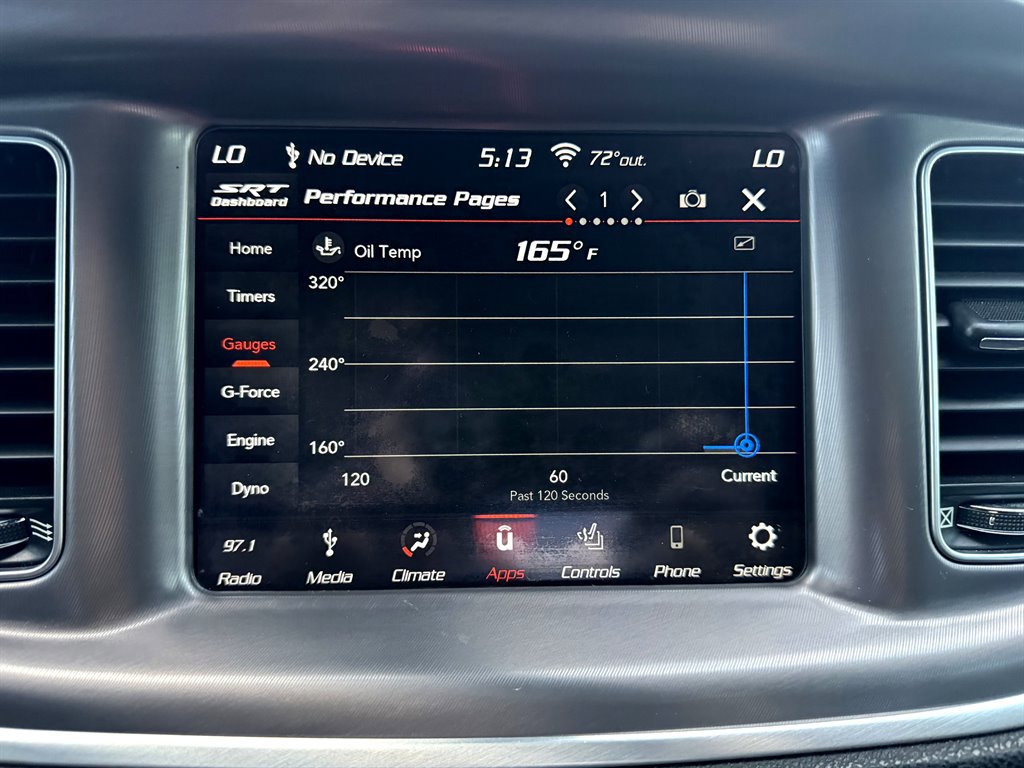 LO No Device 5:13 72°out. LO
SRT Dashboard Performance Pages 1
Home
Oil Temp 165° F
320°
Timers
Gauges
240°
G-Force
Engine
160°
120 60 Current
Dyno
Past 120 Seconds
97.1
Radio Media Climate Apps Controls Phone Settings